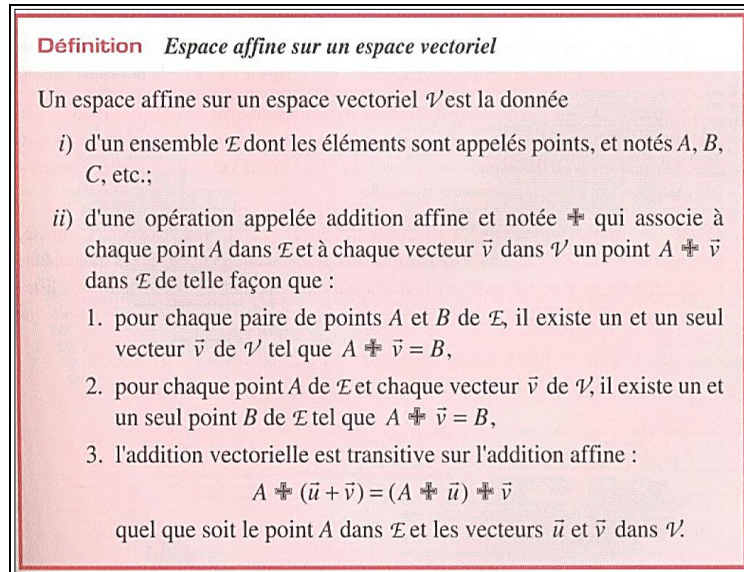 Définition Espace affine sur un espace vectoriel
Un espace affine sur un espace vectoriel 𝒱 est la donnée
i) d'un ensemble ℰ dont les éléments sont appelés points, et notés A, B,
C, etc.;
ii) d'une opération appelée addition affine et notée ✙ qui associe à
chaque point A dans ℰ et à chaque vecteur v⃗ dans 𝒱 un point A ✙ v⃗
dans ℰ de telle façon que :
1. pour chaque paire de points A et B de ℰ, il existe un et un seul
vecteur v⃗ de 𝒱 tel que A ✙ v⃗ = B,
2. pour chaque point A de ℰ et chaque vecteur v⃗ de 𝒱, il existe un et
un seul point B de ℰ tel que A ✙ v⃗ = B,
3. l'addition vectorielle est transitive sur l'addition affine :
A ✙ (u⃗ + v⃗) = (A ✙ u⃗) ✙ v⃗
quel que soit le point A dans ℰ et les vecteurs u⃗ et v⃗ dans 𝒱.